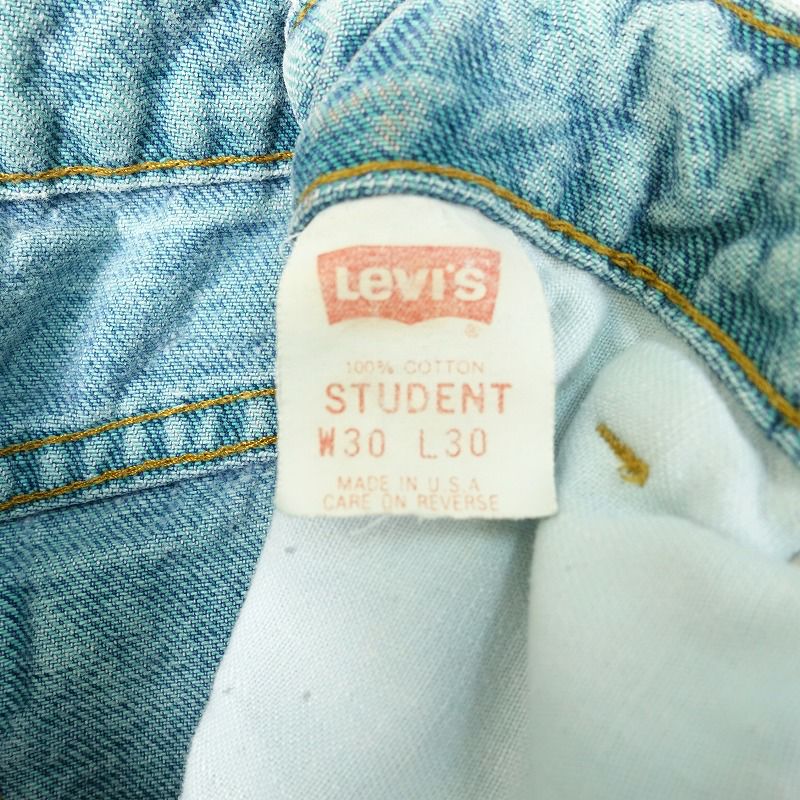 LEVI'S
®
100% COTTON
STUDENT
W30 L30
MADE IN U.S.A
CARE ON REVERSE